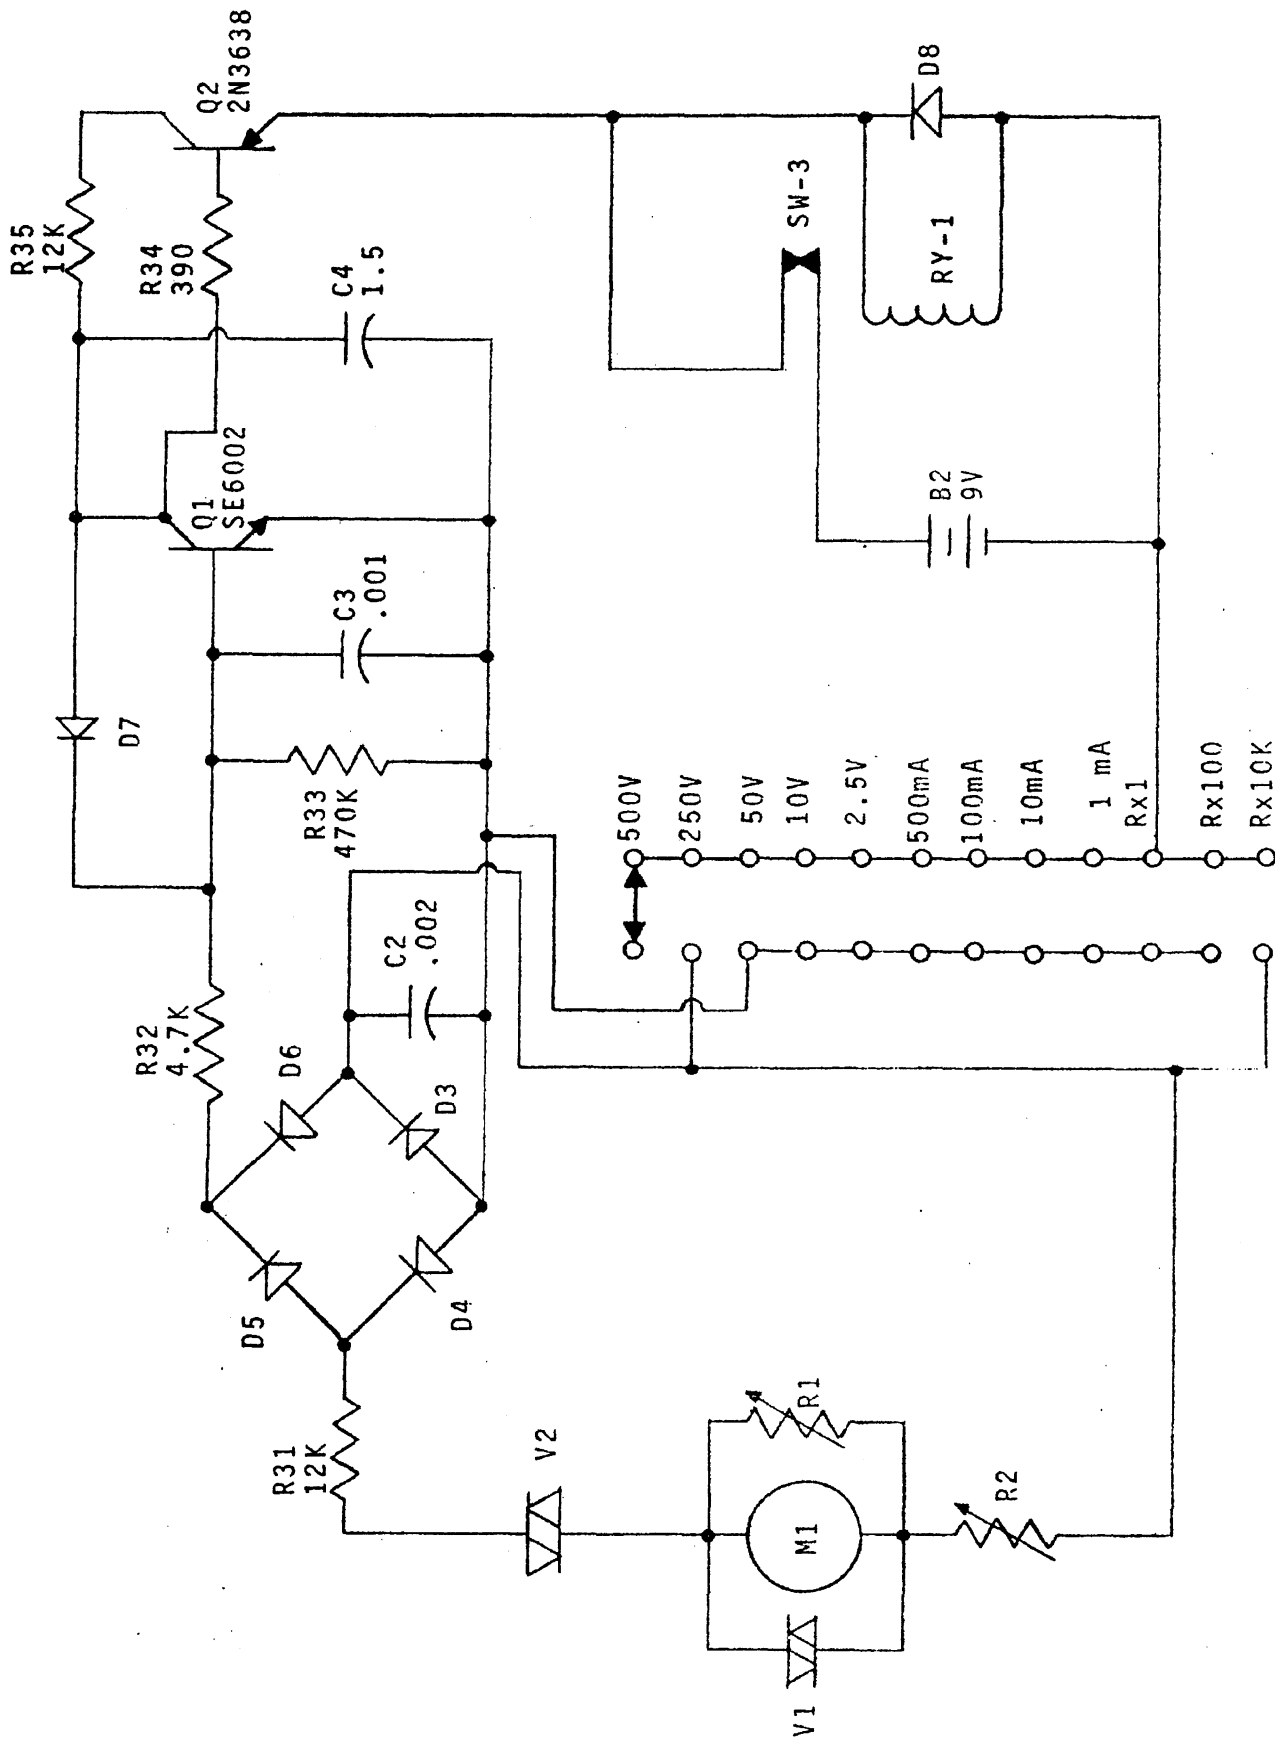 R35
12K
Q2
2N3638
R34
390
C4
1.5
D8
SW-3
RY-1
Q1
SE6002
C3
.001
B2
9V
D7
R33
470K
R32
4.7K
C2
.002
D6
D3
D5
D4
500V
250V
50V
10V
2.5V
500mA
100mA
10mA
1 mA
Rx1
Rx100
Rx10K
R31
12K
V2
R1
M1
R2
V1